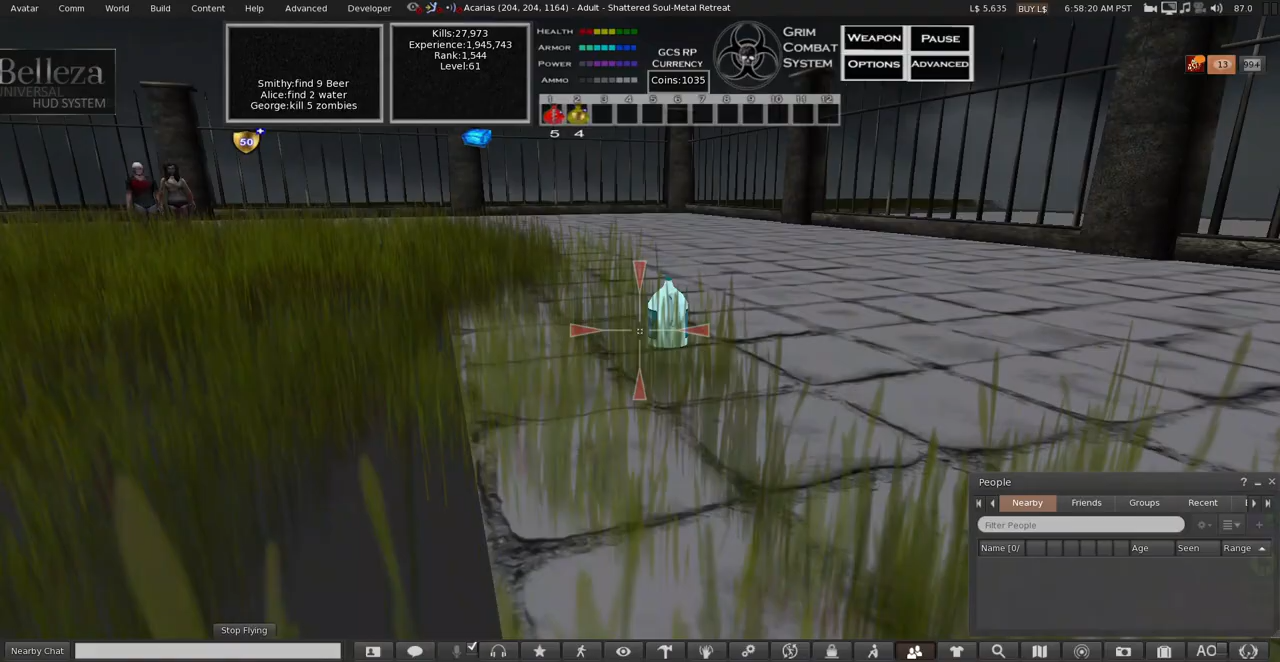 Avatar Comm World Build Content Help Advanced Developer Acarias (204, 204, 1164) - Adult - Shattered Soul-Metal Retreat L$ 5,635 BUY L$ 6:58:20 AM PST 87.0
Belleza
UNIVERSAL
HUD SYSTEM
Smithy:find 9 Beer
Alice:find 2 water
George:kill 5 zombies
Kills:27,973
Experience:1,945,743
Rank:1,544
Level:61
HEALTH
ARMOR
POWER
AMMO
GCS RP
CURRENCY
Coins:1035
GRIM
COMBAT
SYSTEM
WEAPON PAUSE
OPTIONS ADVANCED
13 994
1 2 3 4 5 6 7 8 9 10 11 12
5 4
50
People ? _ ×
Nearby Friends Groups Recent
Filter People
Name [0/ Age Seen Range
Stop Flying
Nearby Chat
AO